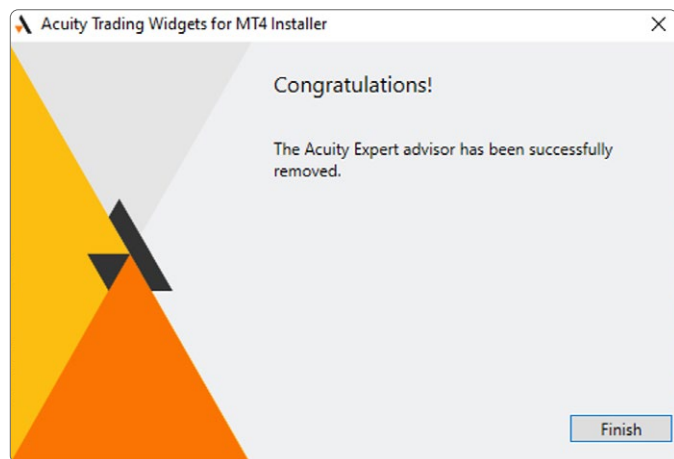 Acuity Trading Widgets for MT4 Installer
Congratulations!
The Acuity Expert advisor has been successfully
removed.
Finish